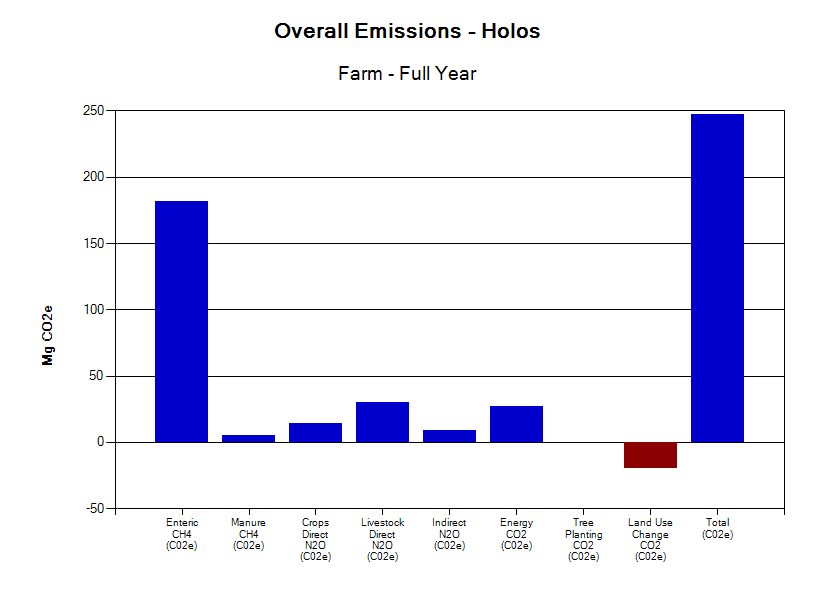 Overall Emissions - Holos
Farm - Full Year
250
200
150
100
50
0
-50
Mg CO2e
Enteric
CH4
(C02e)
Manure
CH4
(C02e)
Crops
Direct
N2O
(C02e)
Livestock
Direct
N2O
(C02e)
Indirect
N2O
(C02e)
Energy
CO2
(C02e)
Tree
Planting
CO2
(C02e)
Land Use
Change
CO2
(C02e)
Total
(C02e)